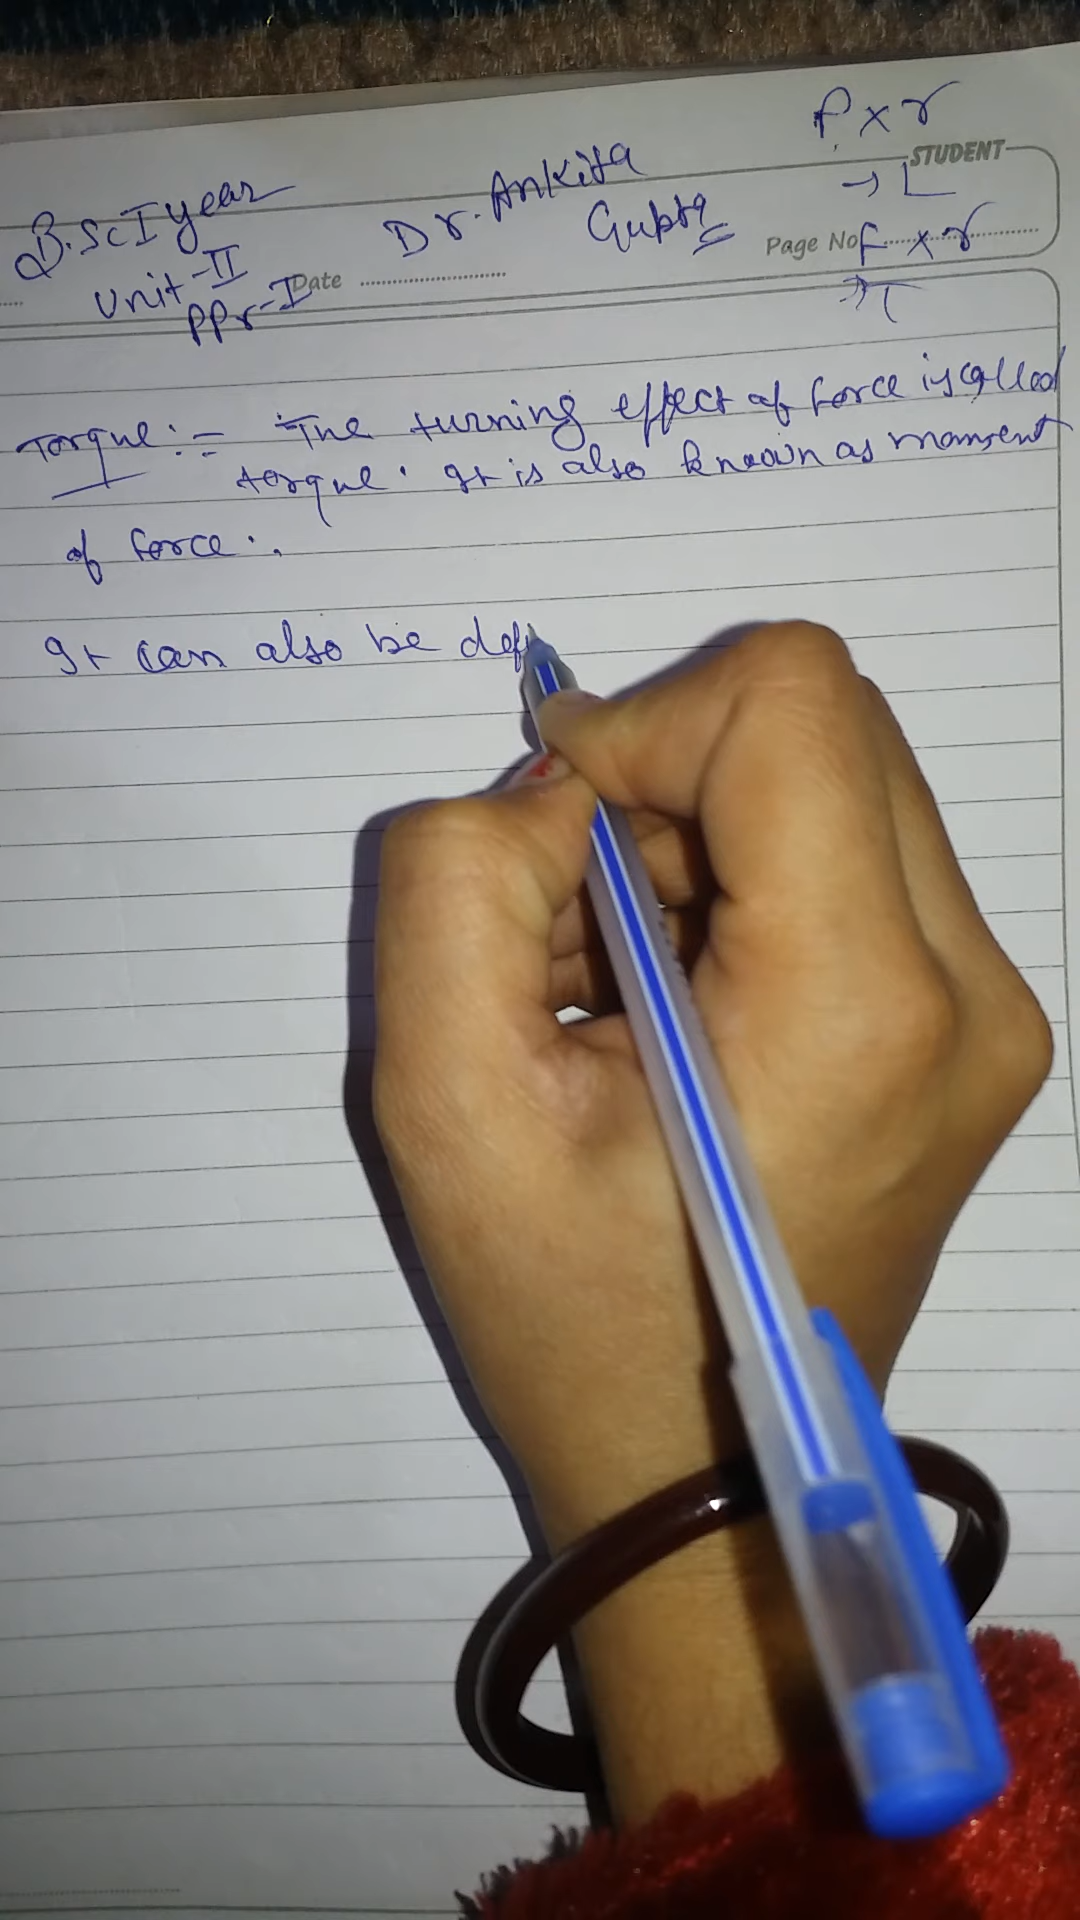 P x r
STUDENT
→ L
B.Sc I year
Dr. Ankita
Gupta
Page No. F x r
Unit-II
Date
PPr-I
τ
Torque :- The turning effect of force is called
torque. It is also known as moment
of force.
It can also be def